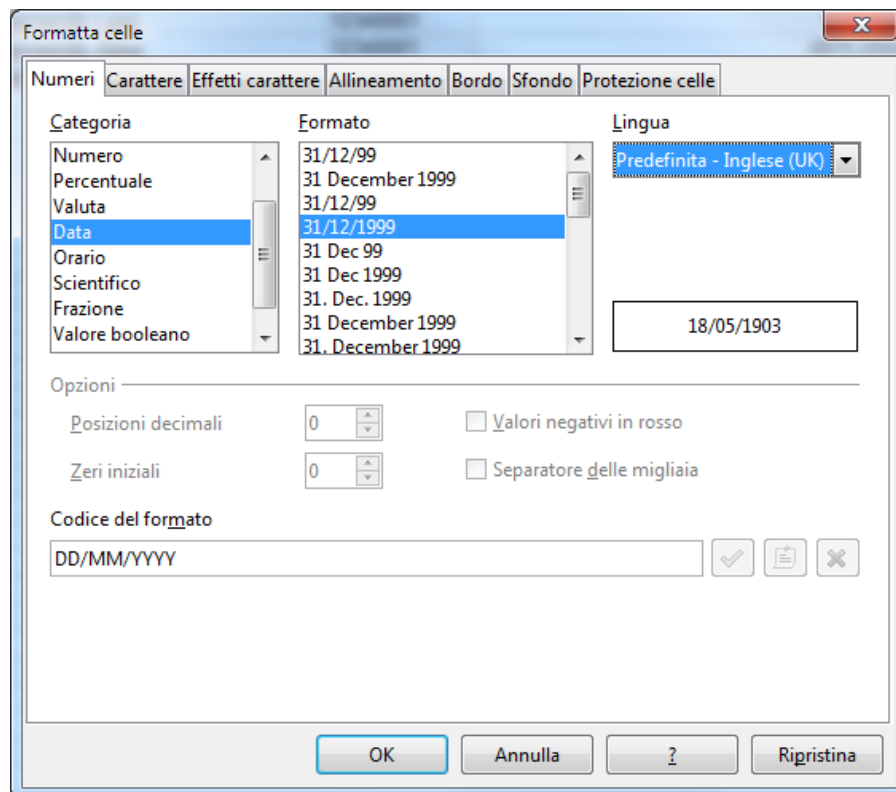 Formatta celle
Numeri Carattere Effetti carattere Allineamento Bordo Sfondo Protezione celle
Categoria
Numero
Percentuale
Valuta
Data
Orario
Scientifico
Frazione
Valore booleano
Formato
31/12/99
31 December 1999
31/12/99
31/12/1999
31 Dec 99
31 Dec 1999
31. Dec. 1999
31 December 1999
31. December 1999
Lingua
Predefinita - Inglese (UK)
18/05/1903
Opzioni
Posizioni decimali 0
Valori negativi in rosso
Zeri iniziali 0
Separatore delle migliaia
Codice del formato
DD/MM/YYYY
OK Annulla ? Ripristina